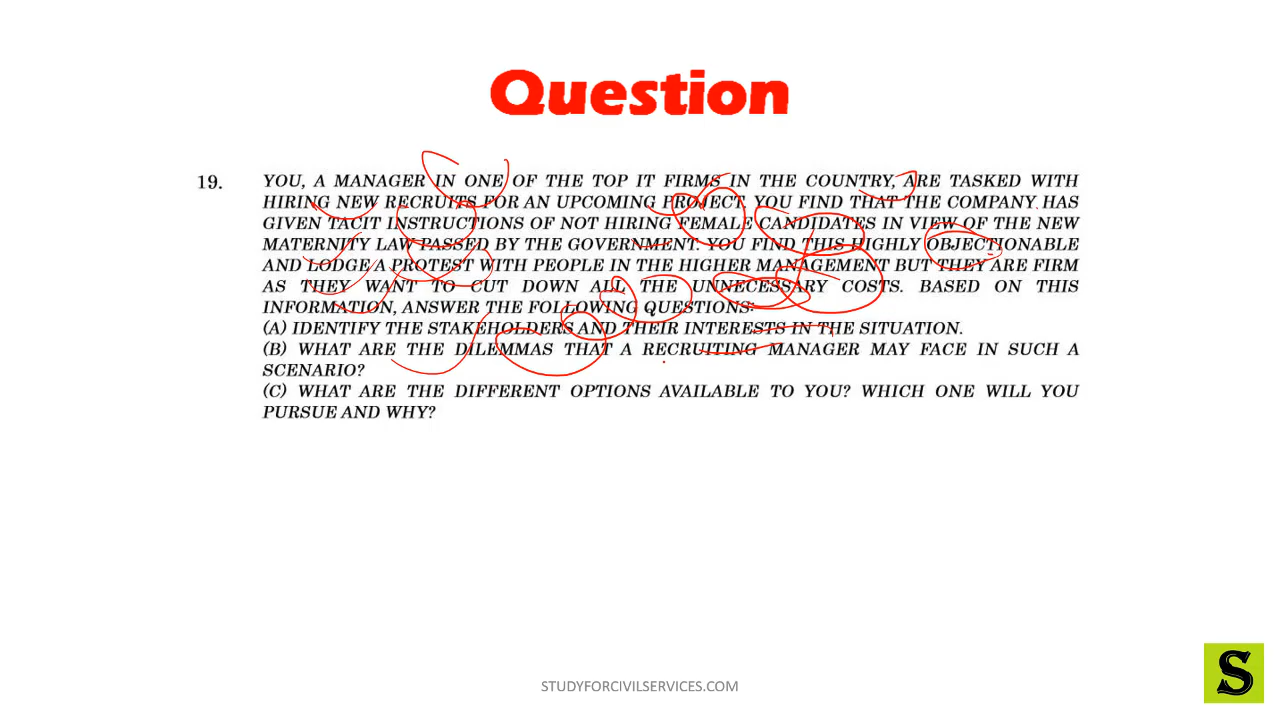 Question
19. YOU, A MANAGER IN ONE OF THE TOP IT FIRMS IN THE COUNTRY, ARE TASKED WITH
HIRING NEW RECRUITS FOR AN UPCOMING PROJECT. YOU FIND THAT THE COMPANY HAS
GIVEN TACIT INSTRUCTIONS OF NOT HIRING FEMALE CANDIDATES IN VIEW OF THE NEW
MATERNITY LAW PASSED BY THE GOVERNMENT. YOU FIND THIS HIGHLY OBJECTIONABLE
AND LODGE A PROTEST WITH PEOPLE IN THE HIGHER MANAGEMENT BUT THEY ARE FIRM
AS THEY WANT TO CUT DOWN ALL THE UNNECESSARY COSTS. BASED ON THIS
INFORMATION, ANSWER THE FOLLOWING QUESTIONS:
(A) IDENTIFY THE STAKEHOLDERS AND THEIR INTERESTS IN THE SITUATION.
(B) WHAT ARE THE DILEMMAS THAT A RECRUITING MANAGER MAY FACE IN SUCH A
SCENARIO?
(C) WHAT ARE THE DIFFERENT OPTIONS AVAILABLE TO YOU? WHICH ONE WILL YOU
PURSUE AND WHY?
STUDYFORCIVILSERVICES.COM
S